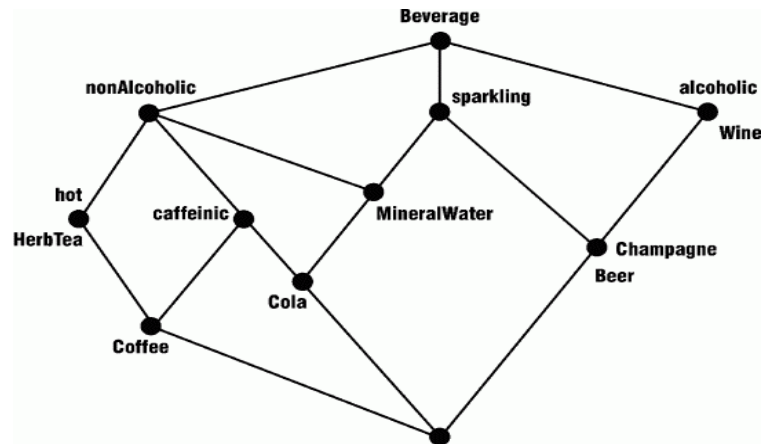 Beverage
nonAlcoholic
alcoholic
sparkling
Wine
hot
HerbTea
caffeinic
MineralWater
Champagne
Beer
Cola
Coffee